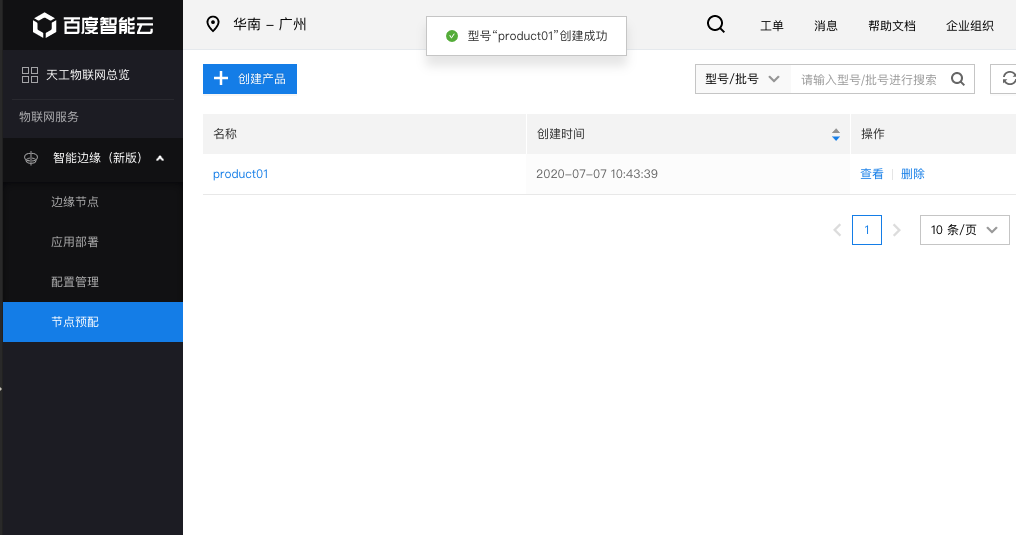 百度智能云
华南 - 广州
型号“product01”创建成功
工单
消息
帮助文档
企业组织
天工物联网总览
物联网服务
智能边缘（新版）
边缘节点
应用部署
配置管理
节点预配
创建产品
型号/批号
请输入型号/批号进行搜索
名称
创建时间
操作
product01
2020-07-07 10:43:39
查看
删除
1
10 条/页